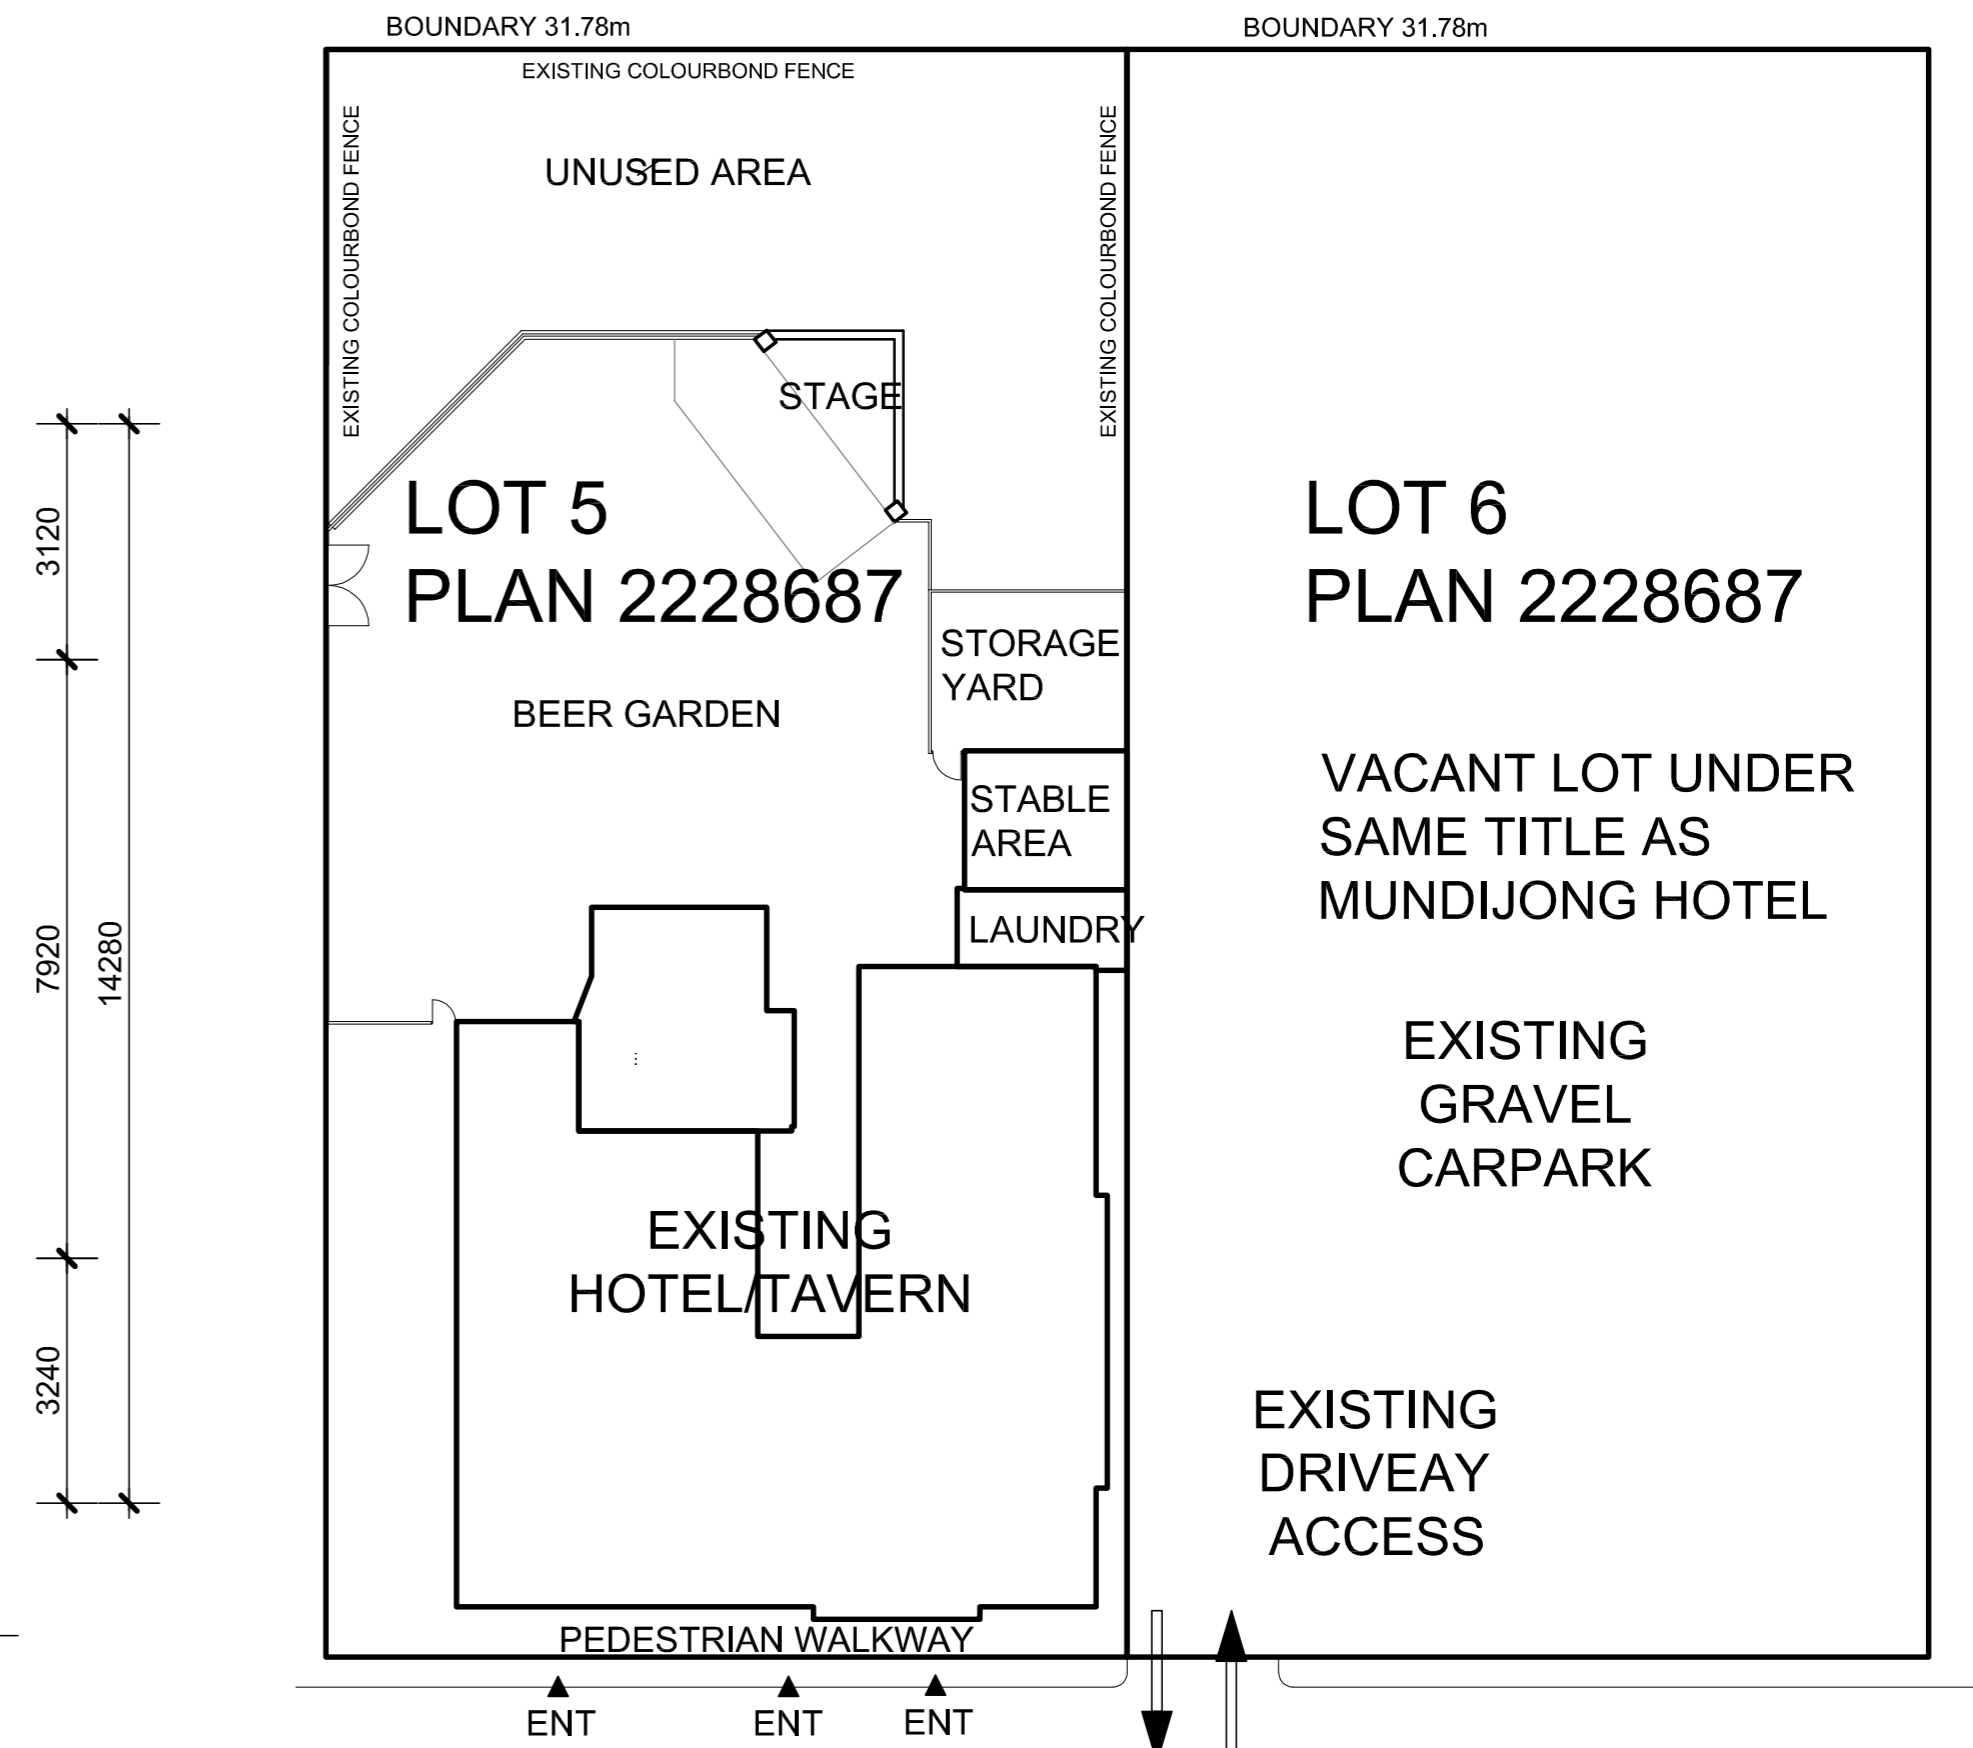 BOUNDARY 31.78m
BOUNDARY 31.78m
EXISTING COLOURBOND FENCE
EXISTING COLOURBOND FENCE
EXISTING COLOURBOND FENCE
UNUSED AREA
STAGE
LOT 5
PLAN 2228687
LOT 6
PLAN 2228687
3120
STORAGE
YARD
BEER GARDEN
VACANT LOT UNDER
SAME TITLE AS
MUNDIJONG HOTEL
STABLE
AREA
LAUNDRY
7920
14280
EXISTING
GRAVEL
CARPARK
EXISTING
HOTEL/TAVERN
3240
EXISTING
DRIVEAY
ACCESS
PEDESTRIAN WALKWAY
ENT
ENT
ENT